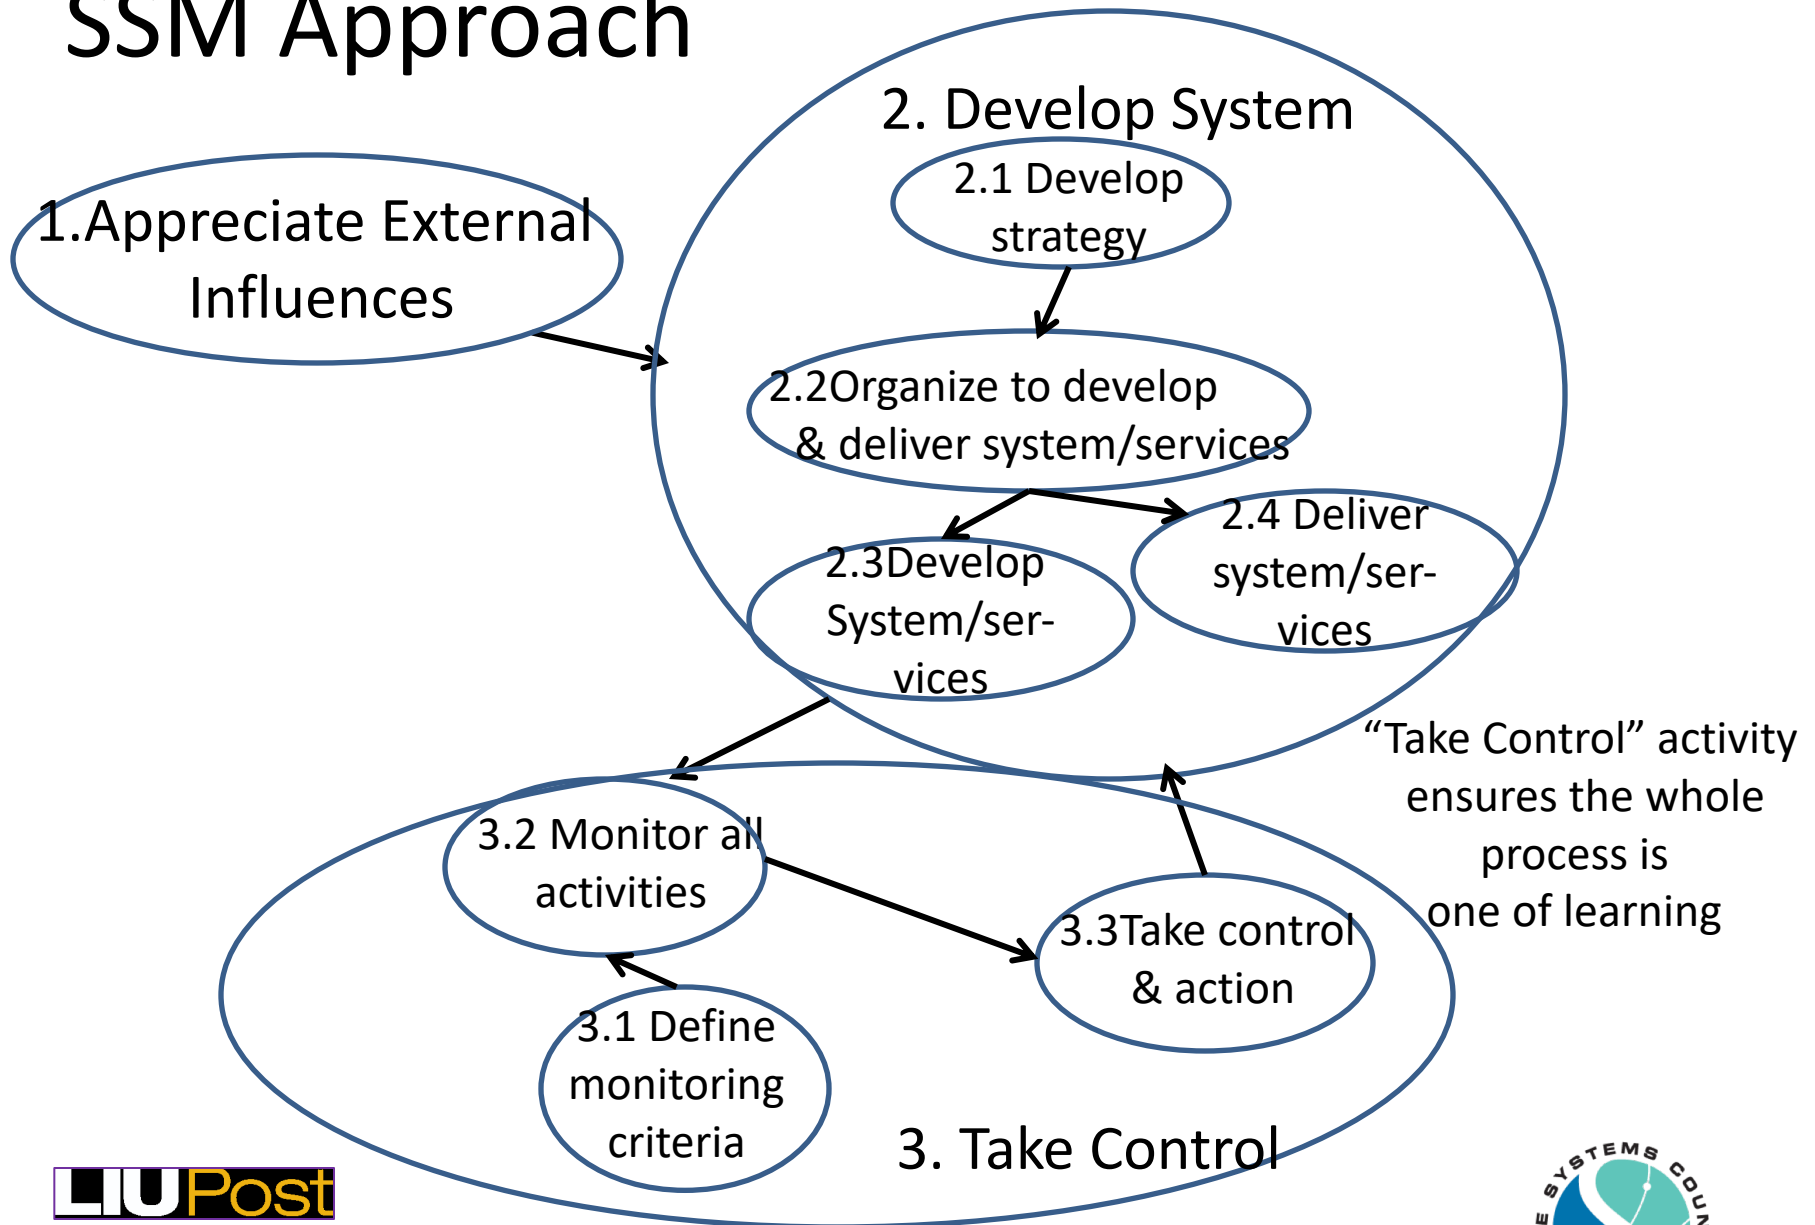 SSM Approach
2. Develop System
2.1 Develop
strategy
1.Appreciate External
Influences
2.2Organize to develop
& deliver system/services
2.3Develop
System/ser-
vices
2.4 Deliver
system/ser-
vices
"Take Control" activity
ensures the whole
process is
one of learning
3.2 Monitor all
activities
3.3Take control
& action
3.1 Define
monitoring
criteria
3. Take Control
LIU Post
SYSTEMS